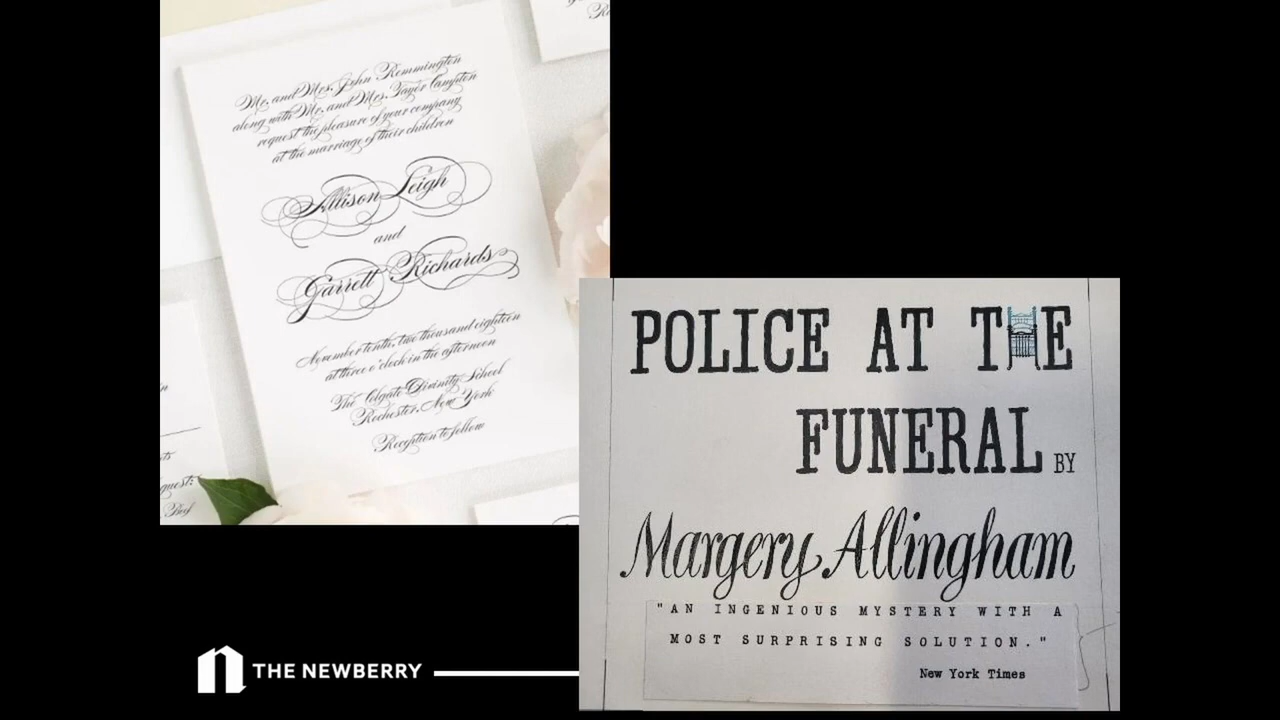 Mr. and Mrs. John Remmington
along with Mr. and Mrs. Taylor Campton
request the pleasure of your company
at the marriage of their children
Allison Leigh
and
Garrett Richards
November tenth, two thousand eighteen
at three o'clock in the afternoon
The Colgate Divinity School
Rochester, New York
Reception to follow
guest:
Beef
POLICE AT THE
FUNERAL BY
Margery Allingham
"AN INGENIOUS MYSTERY WITH A
MOST SURPRISING SOLUTION."
New York Times
THE NEWBERRY